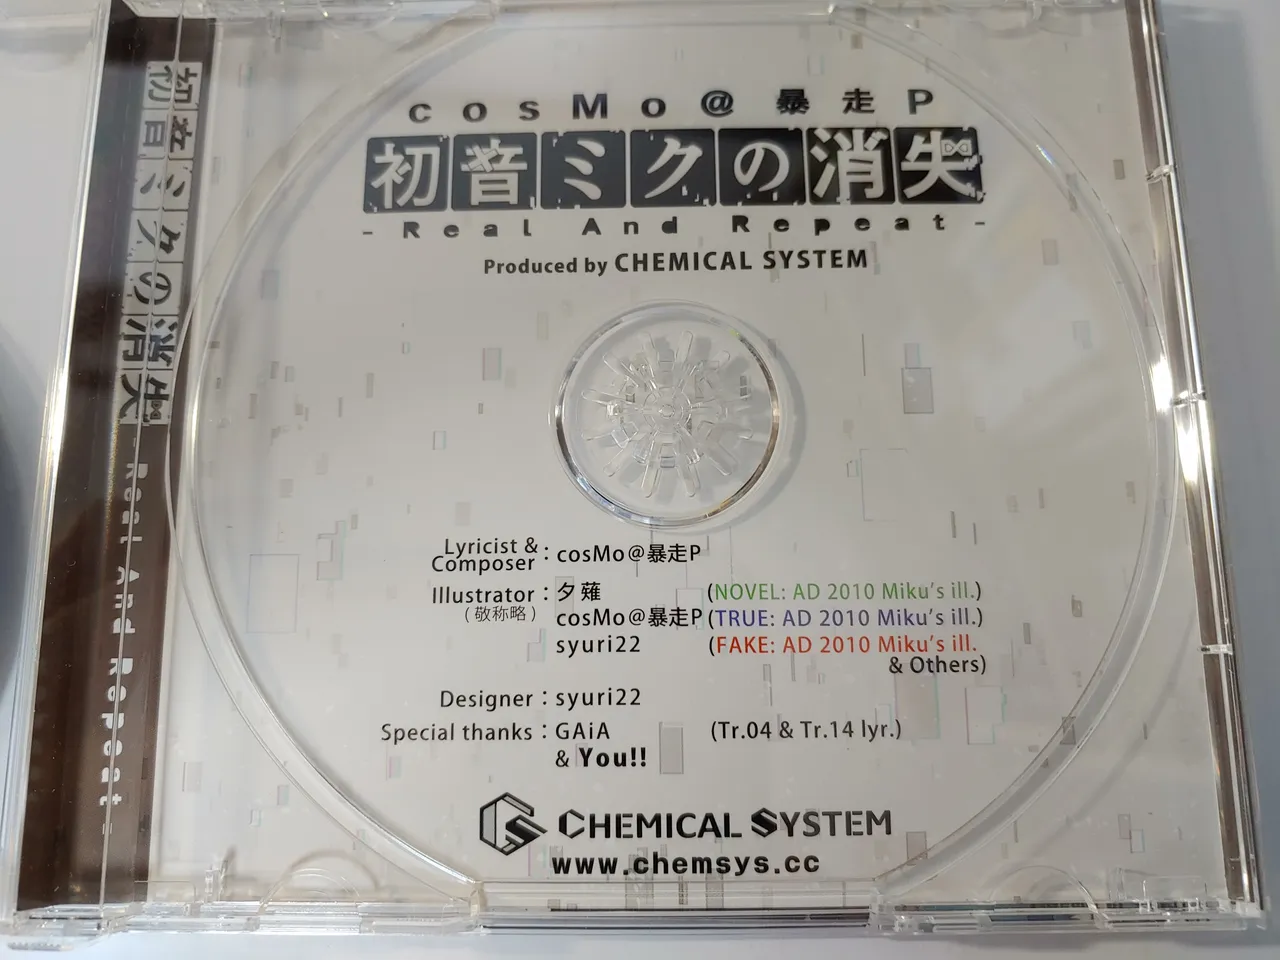 cosMo@暴走P
初音ミクの消失
- Real And Repeat -
Produced by CHEMICAL SYSTEM
Lyricist & Composer : cosMo@暴走P
Illustrator : 夕薙 (NOVEL: AD 2010 Miku's ill.)
(敬称略) cosMo@暴走P (TRUE: AD 2010 Miku's ill.)
syuri22 (FAKE: AD 2010 Miku's ill.
& Others)
Designer : syuri22
Special thanks : GAiA (Tr.04 & Tr.14 lyr.)
& You!!
CHEMICAL SYSTEM
www.chemsys.cc
初音ミクの消失 - Real And Repeat -